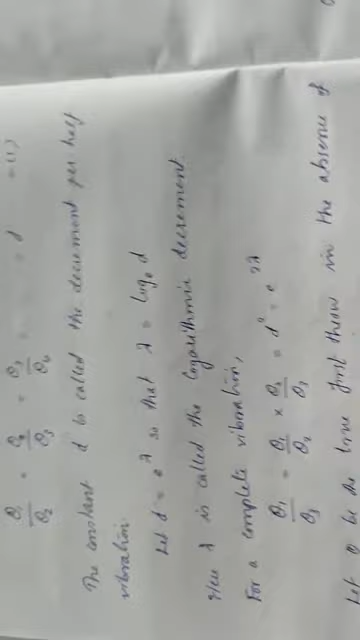 θ1/θ2 = θ2/θ3 = θ3/θ4 = d -(1)
The constant d is called the decrement per half
vibration.
Let d = e^λ so that λ = loge d
Here λ is called the Logarithmic decrement.
For a complete vibration,
θ1/θ3 = θ1/θ2 × θ2/θ3 = d² = e^2λ
Let θ be the true first throw in the absence of